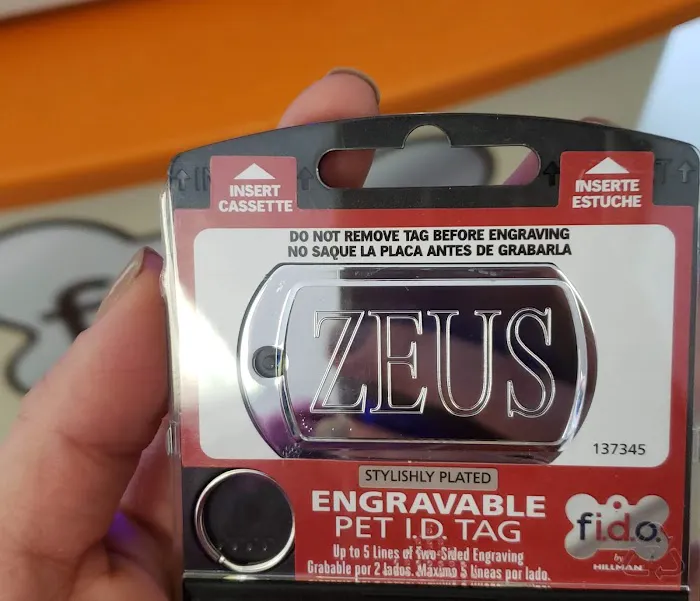 INSERT
CASSETTE
INSERTE
ESTUCHE
DO NOT REMOVE TAG BEFORE ENGRAVING
NO SAQUE LA PLACA ANTES DE GRABARLA
ZEUS
137345
STYLISHLY PLATED
ENGRAVABLE
PET I.D. TAG
Up to 5 Lines of Two-Sided Engraving
Grabable por 2 lados. Máximo 5 líneas por lado.
f.i.d.o.
by
HILLMAN